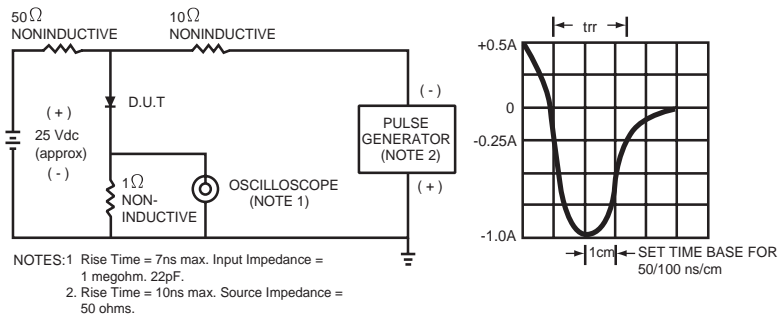 50Ω
NONINDUCTIVE
10Ω
NONINDUCTIVE
( + )
25 Vdc
(approx)
( - )
D.U.T
1Ω
NON-
INDUCTIVE
OSCILLOSCOPE
(NOTE 1)
( - )
PULSE
GENERATOR
(NOTE 2)
( + )
trr
+0.5A
0
-0.25A
-1.0A
1cm
SET TIME BASE FOR
50/100 ns/cm
NOTES:1 Rise Time = 7ns max. Input Impedance =
1 megohm. 22pF.
2. Rise Time = 10ns max. Source Impedance =
50 ohms.